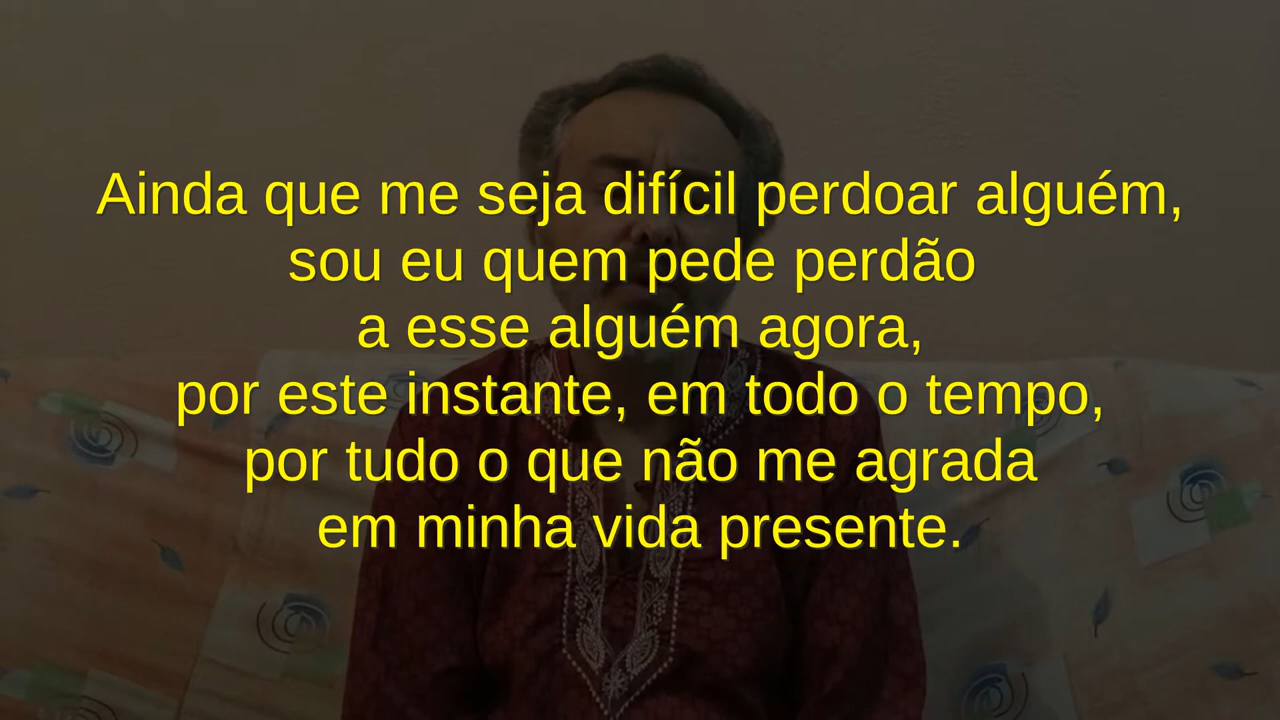 Ainda que me seja difícil perdoar alguém,
sou eu quem pede perdão
a esse alguém agora,
por este instante, em todo o tempo,
por tudo o que não me agrada
em minha vida presente.